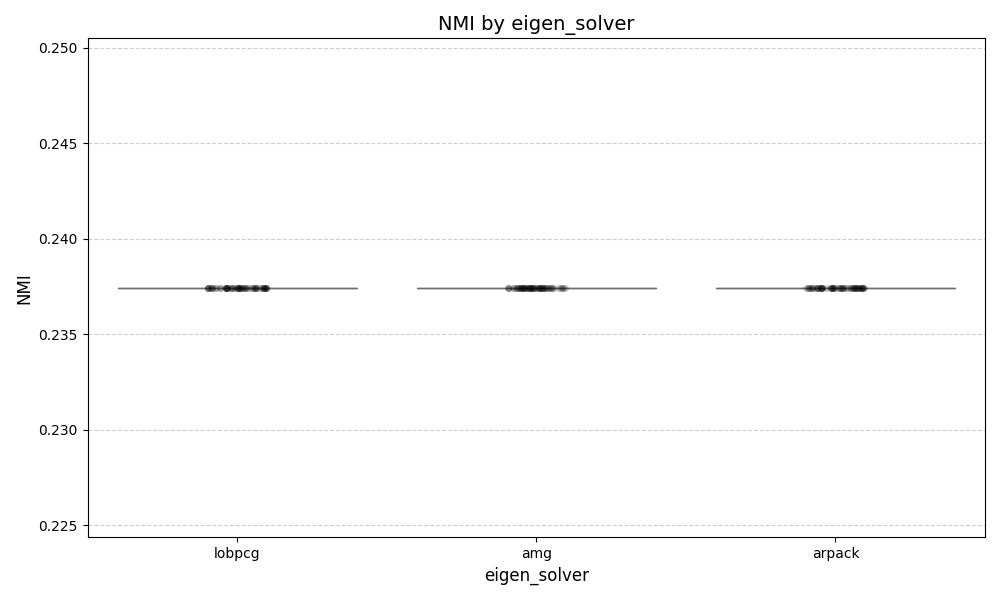 NMI by eigen_solver
0.250
0.245
0.240
0.235
0.230
0.225
NMI
lobpcg
amg
arpack
eigen_solver